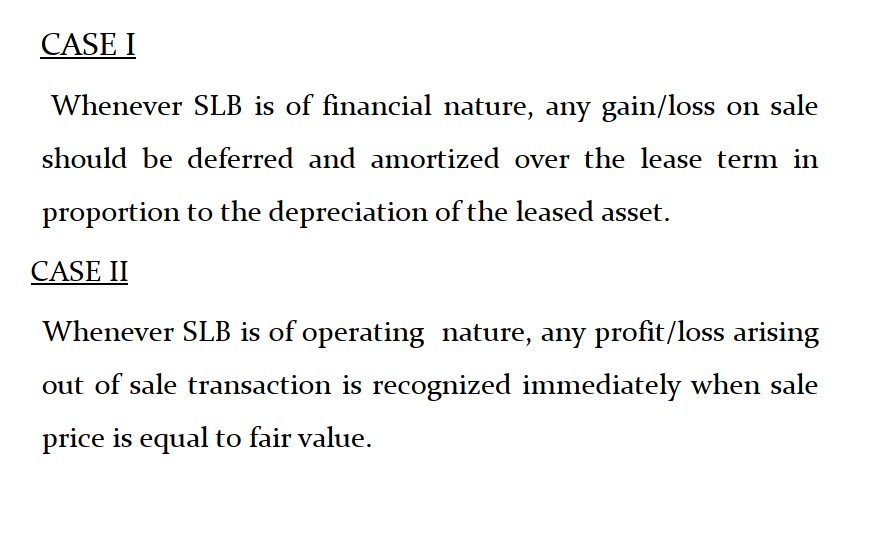 CASE I
Whenever SLB is of financial nature, any gain/loss on sale
should be deferred and amortized over the lease term in
proportion to the depreciation of the leased asset.
CASE II
Whenever SLB is of operating nature, any profit/loss arising
out of sale transaction is recognized immediately when sale
price is equal to fair value.